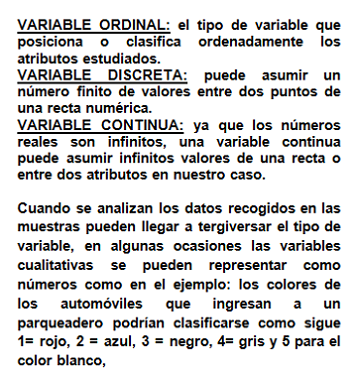 VARIABLE ORDINAL: el tipo de variable que
posiciona o clasifica ordenadamente los
atributos estudiados.
VARIABLE DISCRETA: puede asumir un
número finito de valores entre dos puntos de
una recta numérica.
VARIABLE CONTINUA: ya que los números
reales son infinitos, una variable continua
puede asumir infinitos valores de una recta o
entre dos atributos en nuestro caso.
Cuando se analizan los datos recogidos en las
muestras pueden llegar a tergiversar el tipo de
variable, en algunas ocasiones las variables
cualitativas se pueden representar como
números como en el ejemplo: los colores de
los automóviles que ingresan a un
parqueadero podrían clasificarse como sigue
1= rojo, 2 = azul, 3 = negro, 4= gris y 5 para el
color blanco,